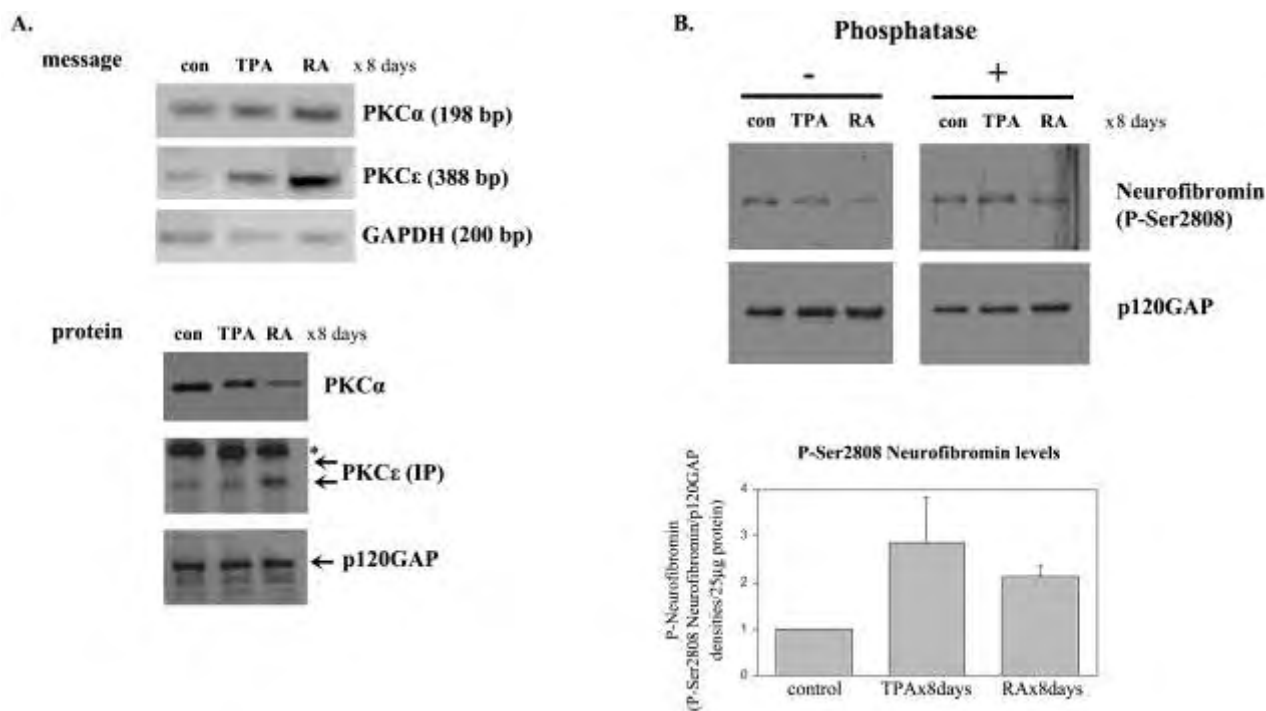 A.
message
con TPA RA x 8 days
PKCα (198 bp)
PKCε (388 bp)
GAPDH (200 bp)
protein
con TPA RA x8 days
PKCα
*
PKCε (IP)
p120GAP
B.
Phosphatase
- +
con TPA RA con TPA RA x8 days
Neurofibromin
(P-Ser2808)
p120GAP
P-Ser2808 Neurofibromin levels
P-Neurofibromin
(P-Ser2808 Neurofibromin/p120GAP
densities/25µg protein)
4
3
2
1
0
control TPAx8days RAx8days